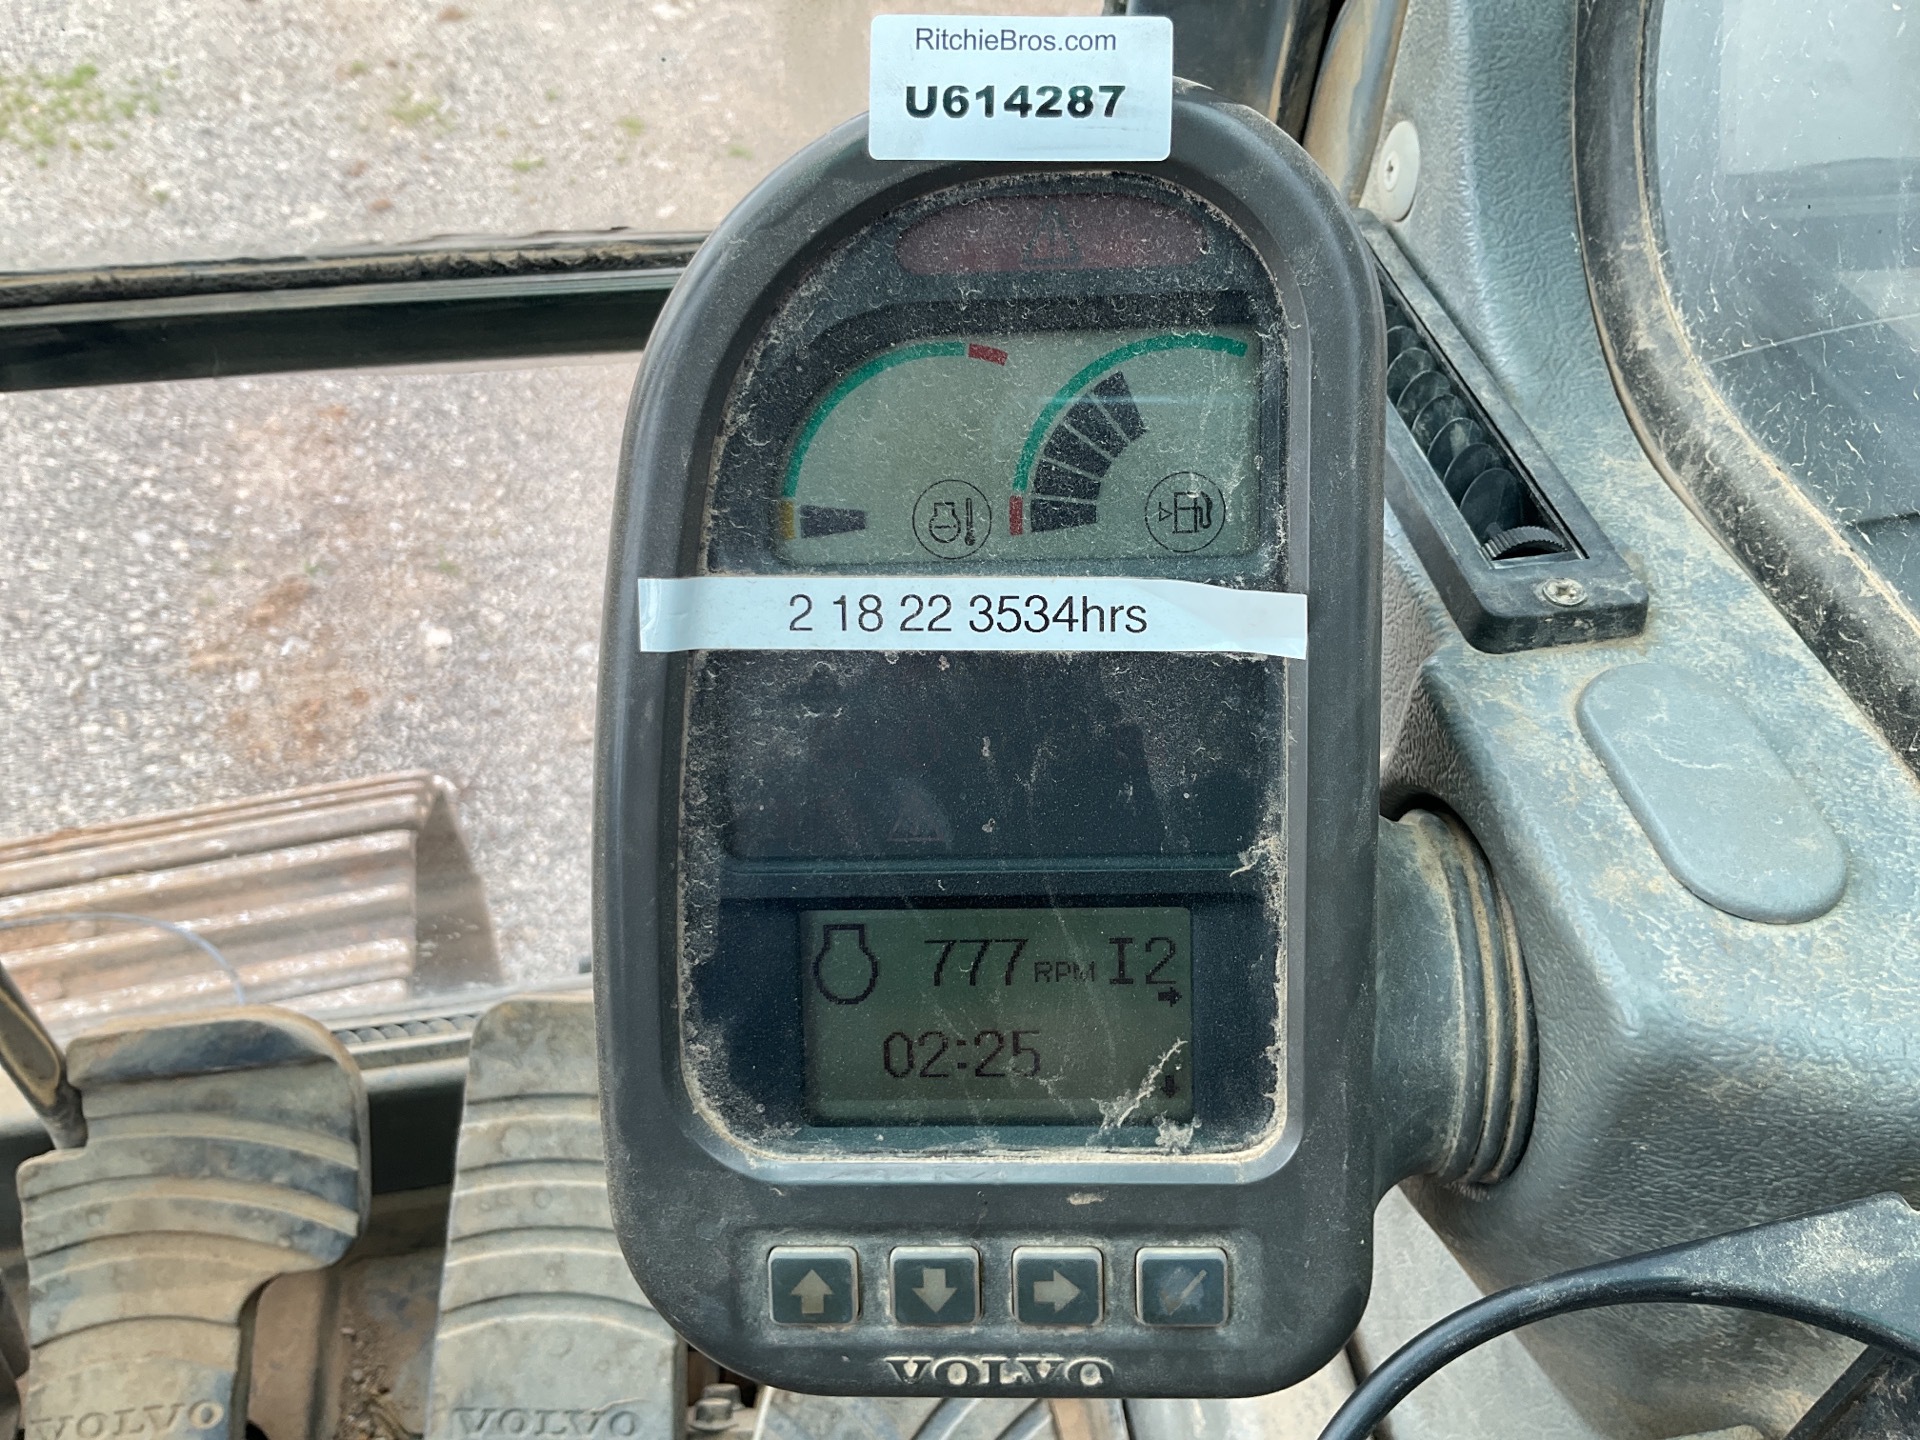 RitchieBros.com
U614287
2 18 22 3534hrs
777 RPM I2
02:25
VOLVO
VOLVO
VOLVO